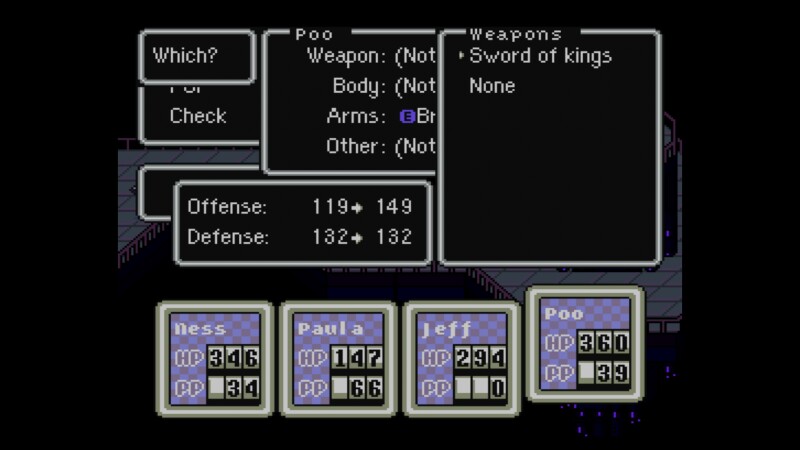 Which?
Check
Poo
Weapon: (Not
Body: (Not
Arms: EBr
Other: (Not
Weapons
Sword of kings
None
Offense: 119→ 149
Defense: 132→ 132
Ness
HP 346
PP 34
Paula
HP 147
PP 66
Jeff
HP 294
PP 0
Poo
HP 360
PP 39